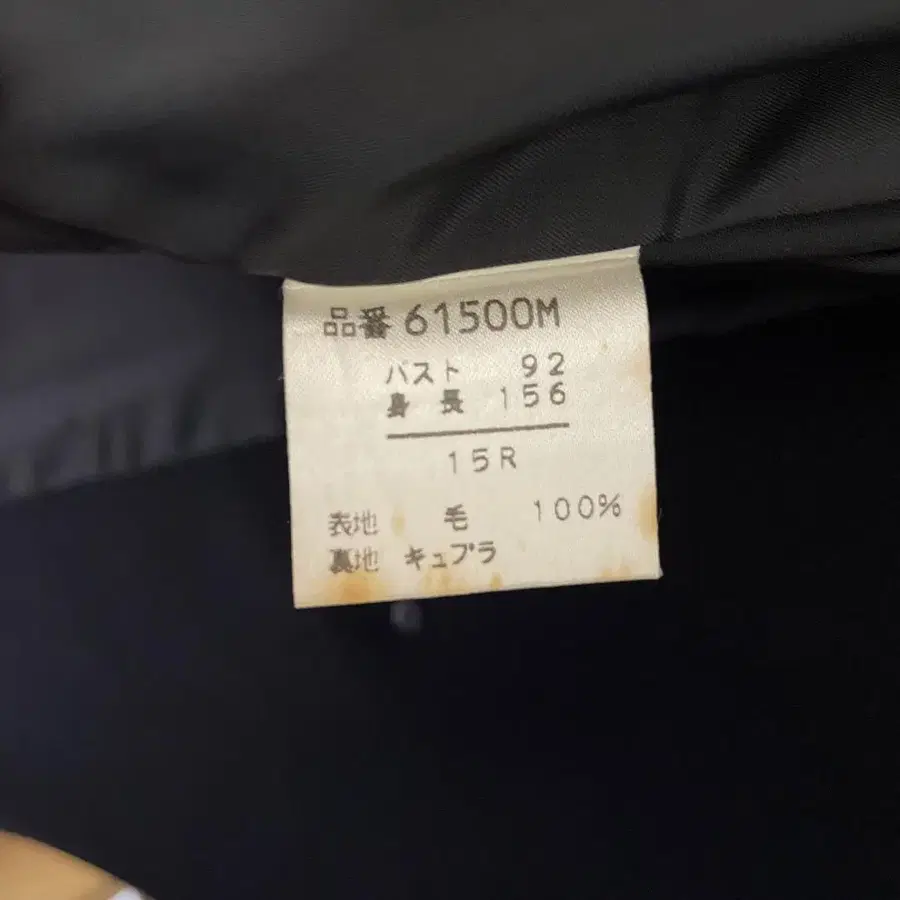 品番 61500M
バスト 92
身長 156
15R
表地 毛 100%
裏地 キュプラ